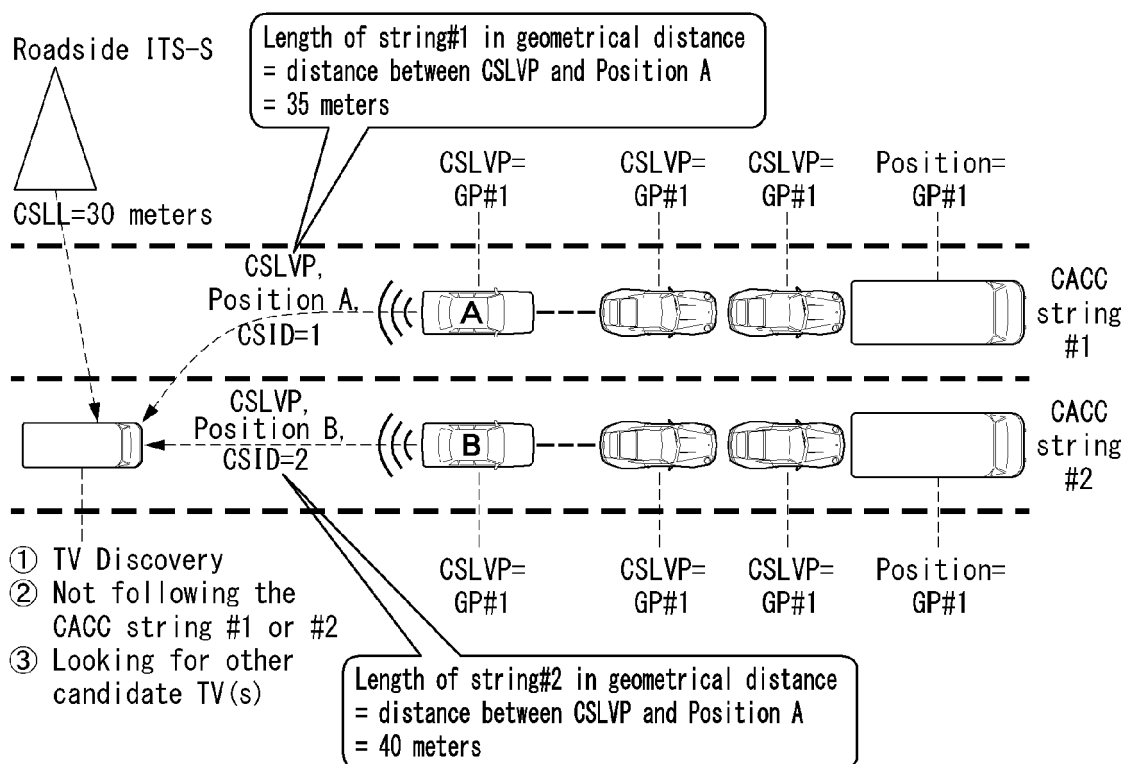 Roadside ITS-S
Length of string#1 in geometrical distance
= distance between CSLVP and Position A
= 35 meters
CSLL=30 meters
CSLVP=
GP#1
CSLVP=
GP#1
CSLVP=
GP#1
Position=
GP#1
CSLVP,
Position A,
CSID=1
A
CACC
string
#1
CSLVP,
Position B,
CSID=2
B
CACC
string
#2
① TV Discovery
② Not following the
CACC string #1 or #2
③ Looking for other
candidate TV(s)
CSLVP=
GP#1
CSLVP=
GP#1
CSLVP=
GP#1
Position=
GP#1
Length of string#2 in geometrical distance
= distance between CSLVP and Position A
= 40 meters